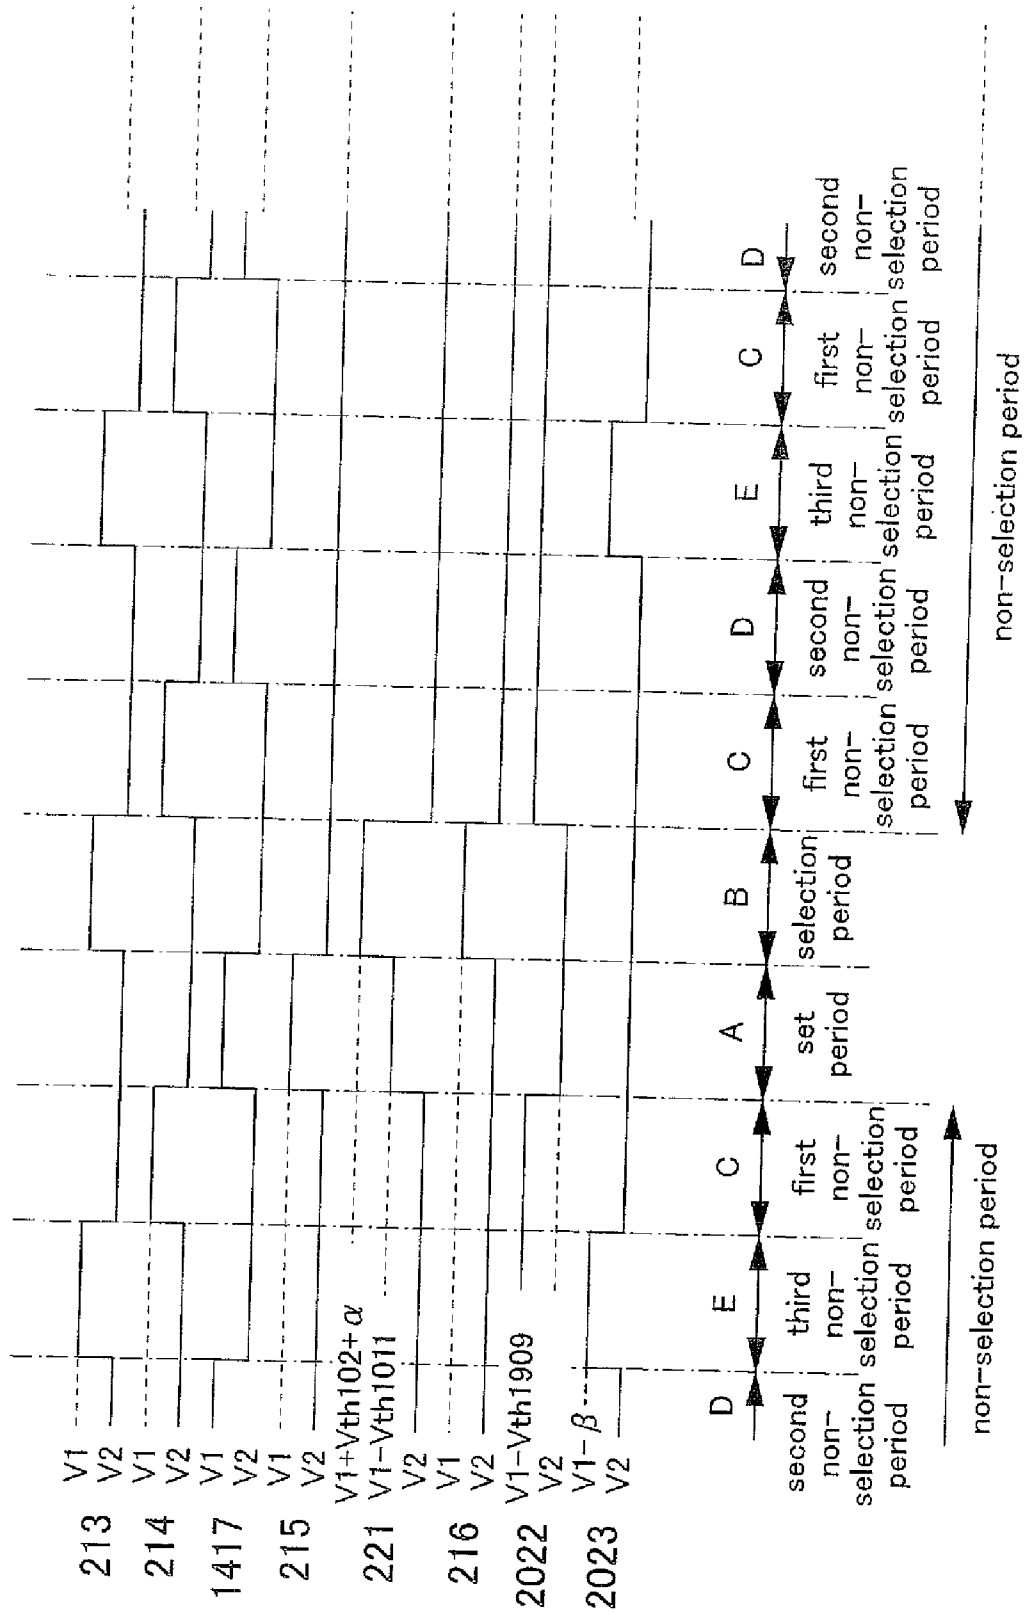 213
V1
V2
214
V1
V2
1417
V1
V2
215
V1
V2
221
V1+Vth102+α
V1-Vth1011
V2
216
V1
V2
2022
V1-Vth1909
V2
2023
V1-β
V2
D
E
C
A
B
C
D
E
C
D
second
non-
selection
period
third
non-
selection
period
first
non-
selection
period
set
period
selection
period
first
non-
selection
period
second
non-
selection
period
third
non-
selection
period
first
non-
selection
period
second
non-
selection
period
non-selection period
non-selection period